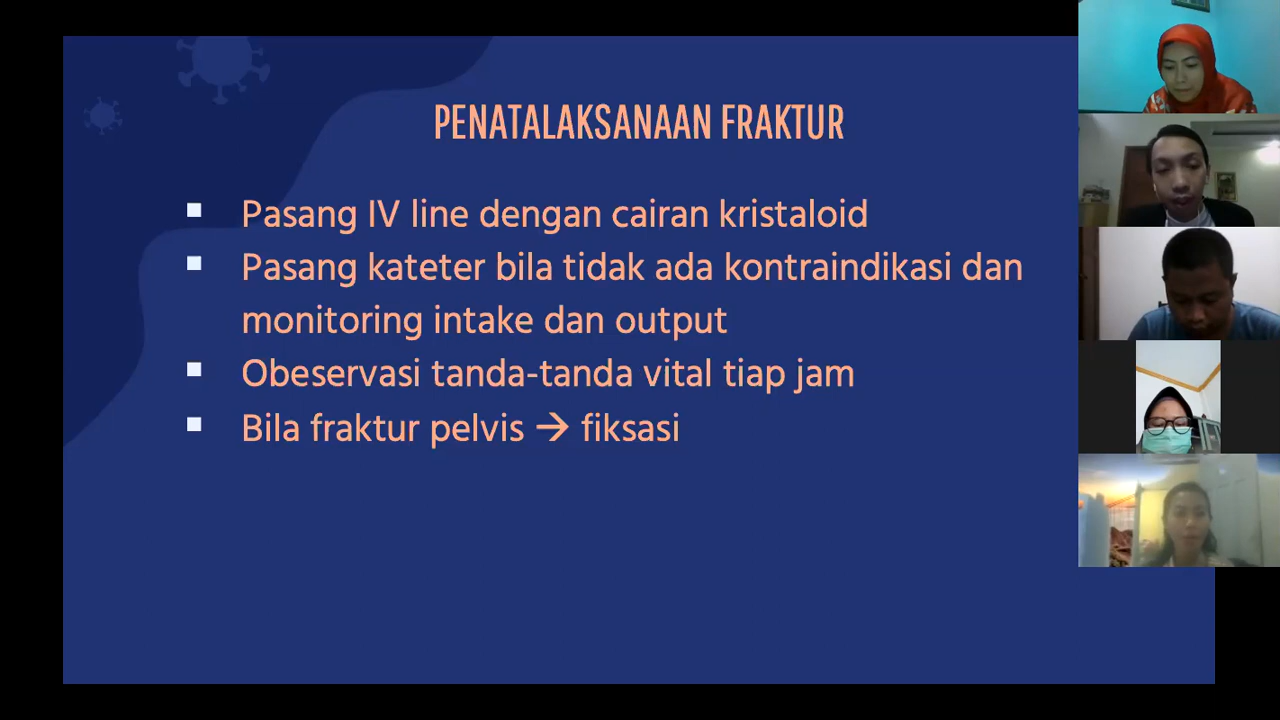 PENATALAKSANAAN FRAKTUR
▪ Pasang IV line dengan cairan kristaloid
▪ Pasang kateter bila tidak ada kontraindikasi dan
monitoring intake dan output
▪ Obeservasi tanda-tanda vital tiap jam
▪ Bila fraktur pelvis → fiksasi